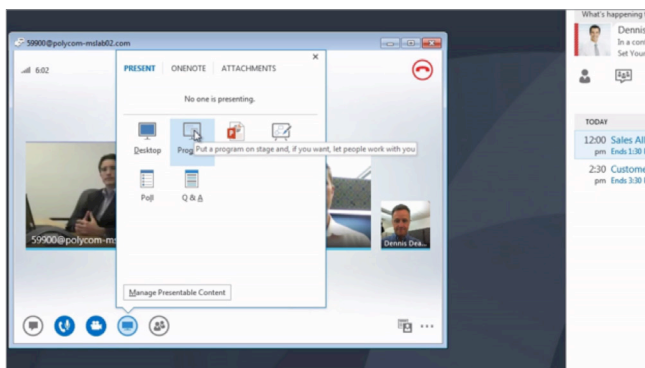 What's happening
59900@polycom-mslab02.com
Dennis
In a con
Set You
6:02
PRESENT ONENOTE ATTACHMENTS
No one is presenting.
Desktop Prog
Put a program on stage and, if you want, let people work with you
Poll Q & A
59900@polycom-ms
Dennis Dea...
Manage Presentable Content
TODAY
12:00 Sales All
pm Ends 1:30
2:30 Custome
pm Ends 3:30